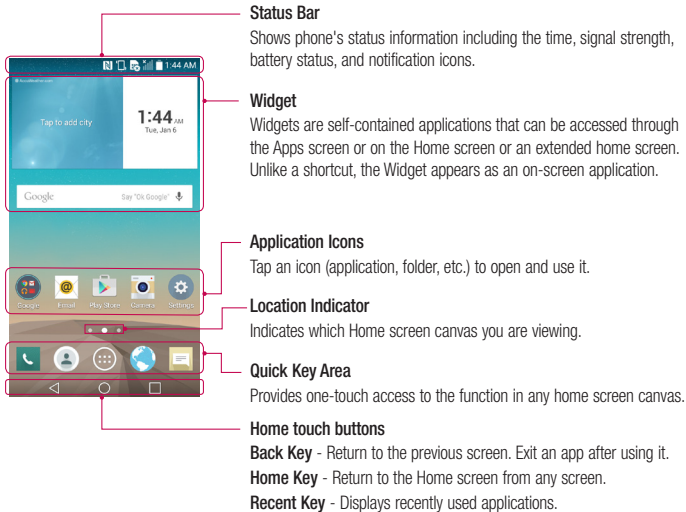 Status Bar
Shows phone's status information including the time, signal strength,
battery status, and notification icons.
1:44 AM
Widget
Widgets are self-contained applications that can be accessed through
the Apps screen or on the Home screen or an extended home screen.
Unlike a shortcut, the Widget appears as an on-screen application.
AccuWeather.com
Tap to add city
1:44 AM
Tue, Jan 6
Google
Say "Ok Google"
Application Icons
Tap an icon (application, folder, etc.) to open and use it.
Google Email Play Store Camera Settings
Location Indicator
Indicates which Home screen canvas you are viewing.
Quick Key Area
Provides one-touch access to the function in any home screen canvas.
Home touch buttons
Back Key - Return to the previous screen. Exit an app after using it.
Home Key - Return to the Home screen from any screen.
Recent Key - Displays recently used applications.